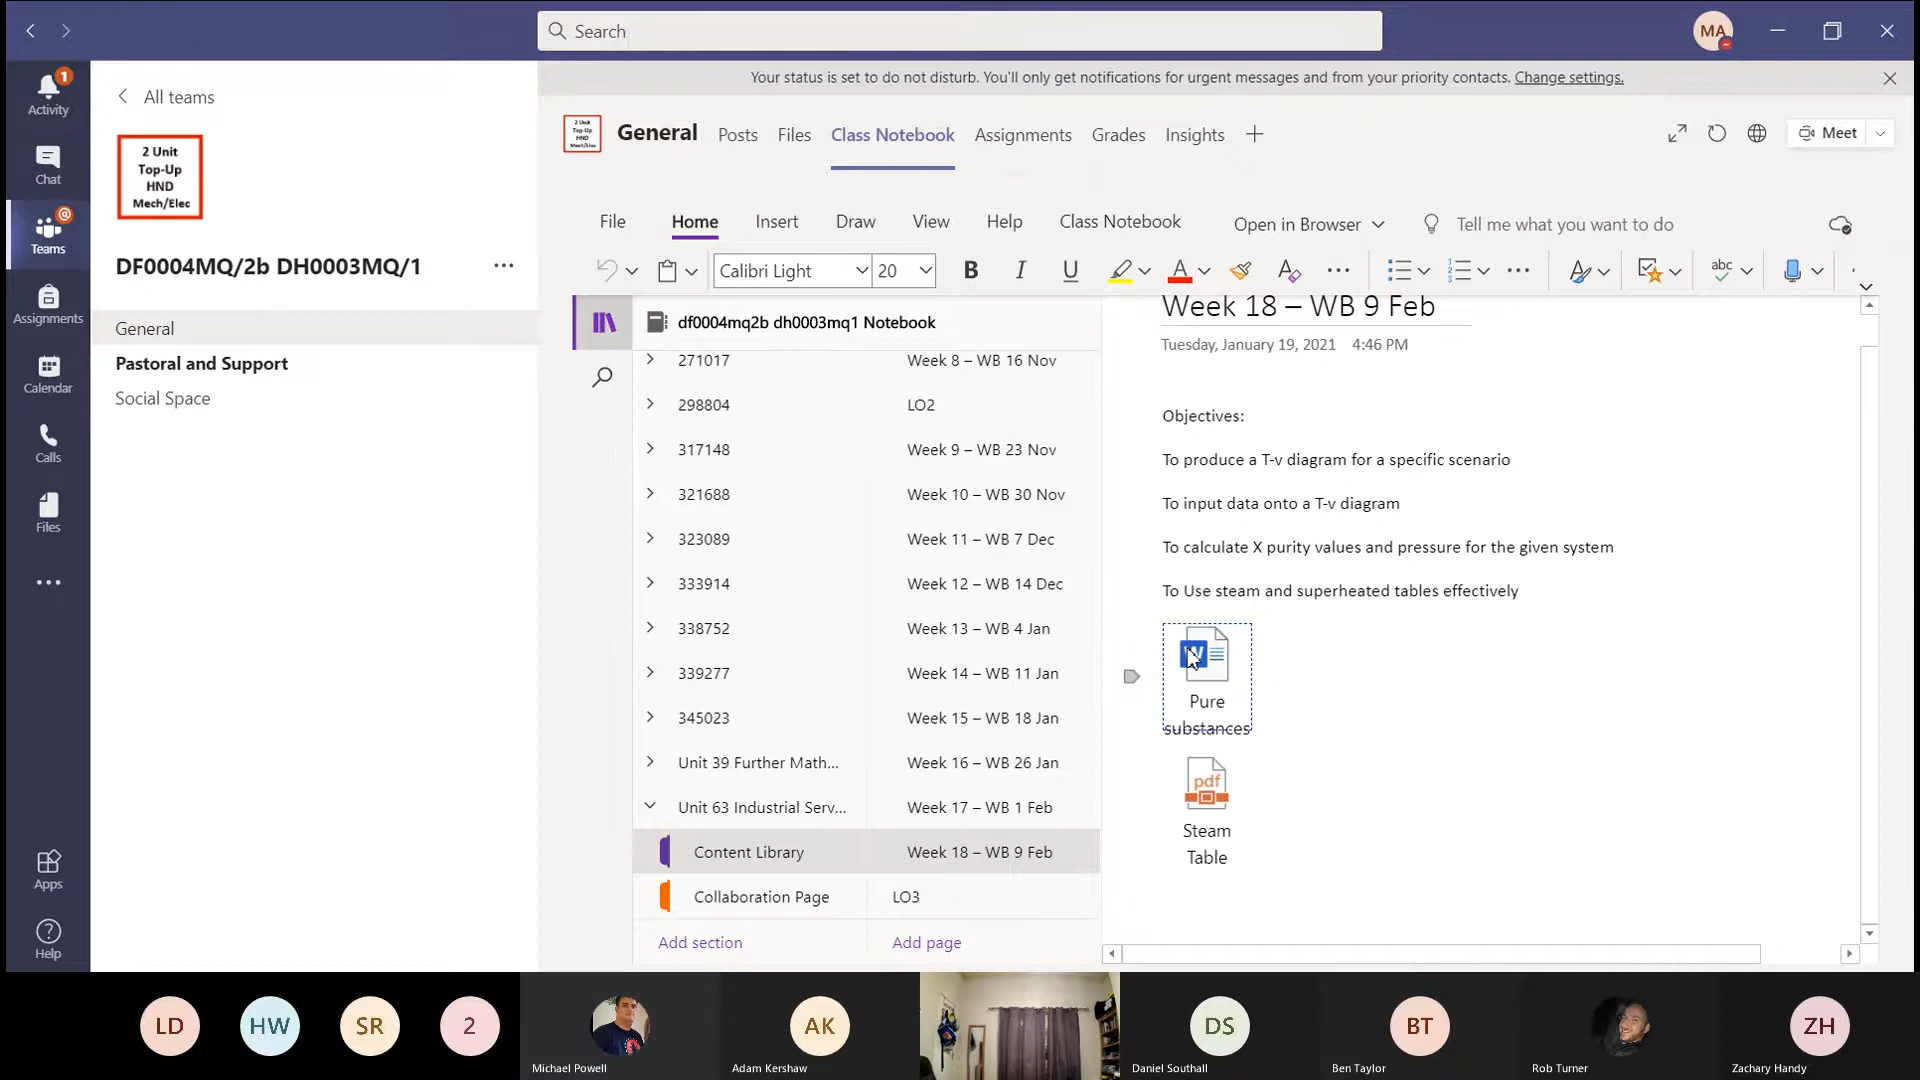 Search
MA
Your status is set to do not disturb. You'll only get notifications for urgent messages and from your priority contacts. Change settings.
1
Activity
Chat
Teams
Assignments
Calendar
Calls
Files
Apps
Help
All teams
2 Unit
Top-Up
HND
Mech/Elec
DF0004MQ/2b DH0003MQ/1
General
Pastoral and Support
Social Space
2 Unit
Top-Up
HND
Mech/Elec
General
Posts
Files
Class Notebook
Assignments
Grades
Insights
Meet
File
Home
Insert
Draw
View
Help
Class Notebook
Open in Browser
Tell me what you want to do
Calibri Light
20
B
I
U
A
A
abc
df0004mq2b dh0003mq1 Notebook
271017
Week 8 – WB 16 Nov
298804
LO2
317148
Week 9 – WB 23 Nov
321688
Week 10 – WB 30 Nov
323089
Week 11 – WB 7 Dec
333914
Week 12 – WB 14 Dec
338752
Week 13 – WB 4 Jan
339277
Week 14 – WB 11 Jan
345023
Week 15 – WB 18 Jan
Unit 39 Further Math...
Week 16 – WB 26 Jan
Unit 63 Industrial Serv...
Week 17 – WB 1 Feb
Content Library
Week 18 – WB 9 Feb
Collaboration Page
LO3
Add section
Add page
Week 18 – WB 9 Feb
Tuesday, January 19, 2021 4:46 PM
Objectives:
To produce a T-v diagram for a specific scenario
To input data onto a T-v diagram
To calculate X purity values and pressure for the given system
To Use steam and superheated tables effectively
W
Pure
substances
pdf
Steam
Table
LD
HW
SR
2
Michael Powell
AK
Adam Kershaw
DS
Daniel Southall
BT
Ben Taylor
Rob Turner
ZH
Zachary Handy